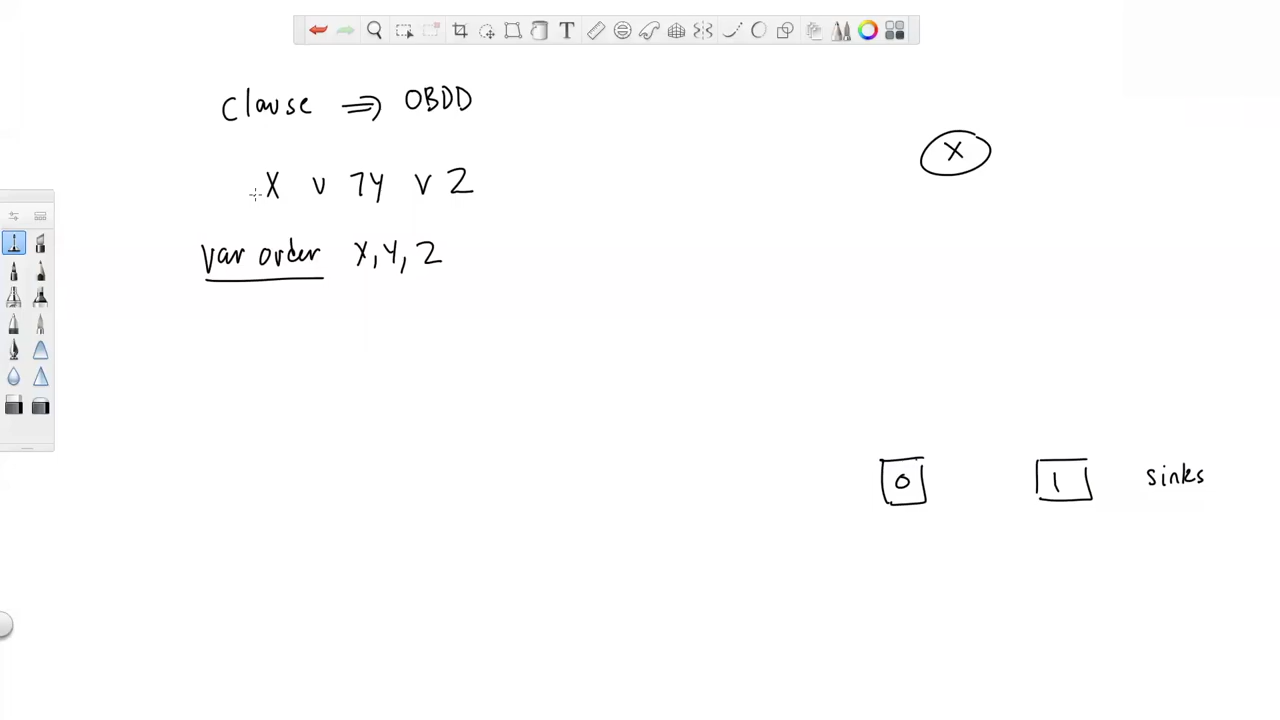 Clause ⇒ OBDD
X
X ∨ ¬Y ∨ Z
var order X, Y, Z
0 1 sinks